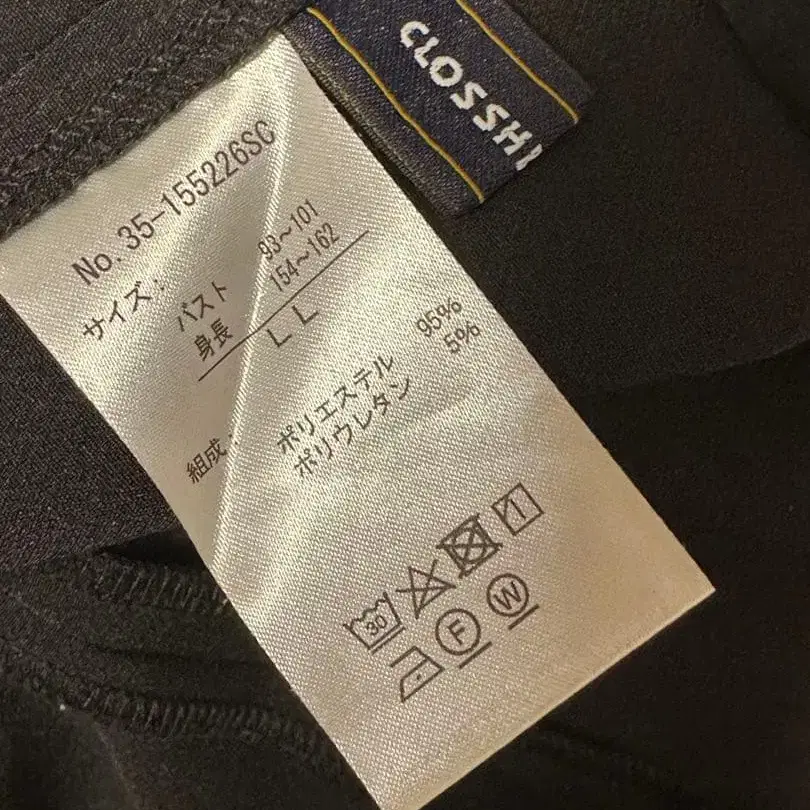 CLOSSHI
No. 35-155226SC
サイズ:
バスト 93~101
身長 154~162
LL
組成: ポリエステル 95%
ポリウレタン 5%
30
F W